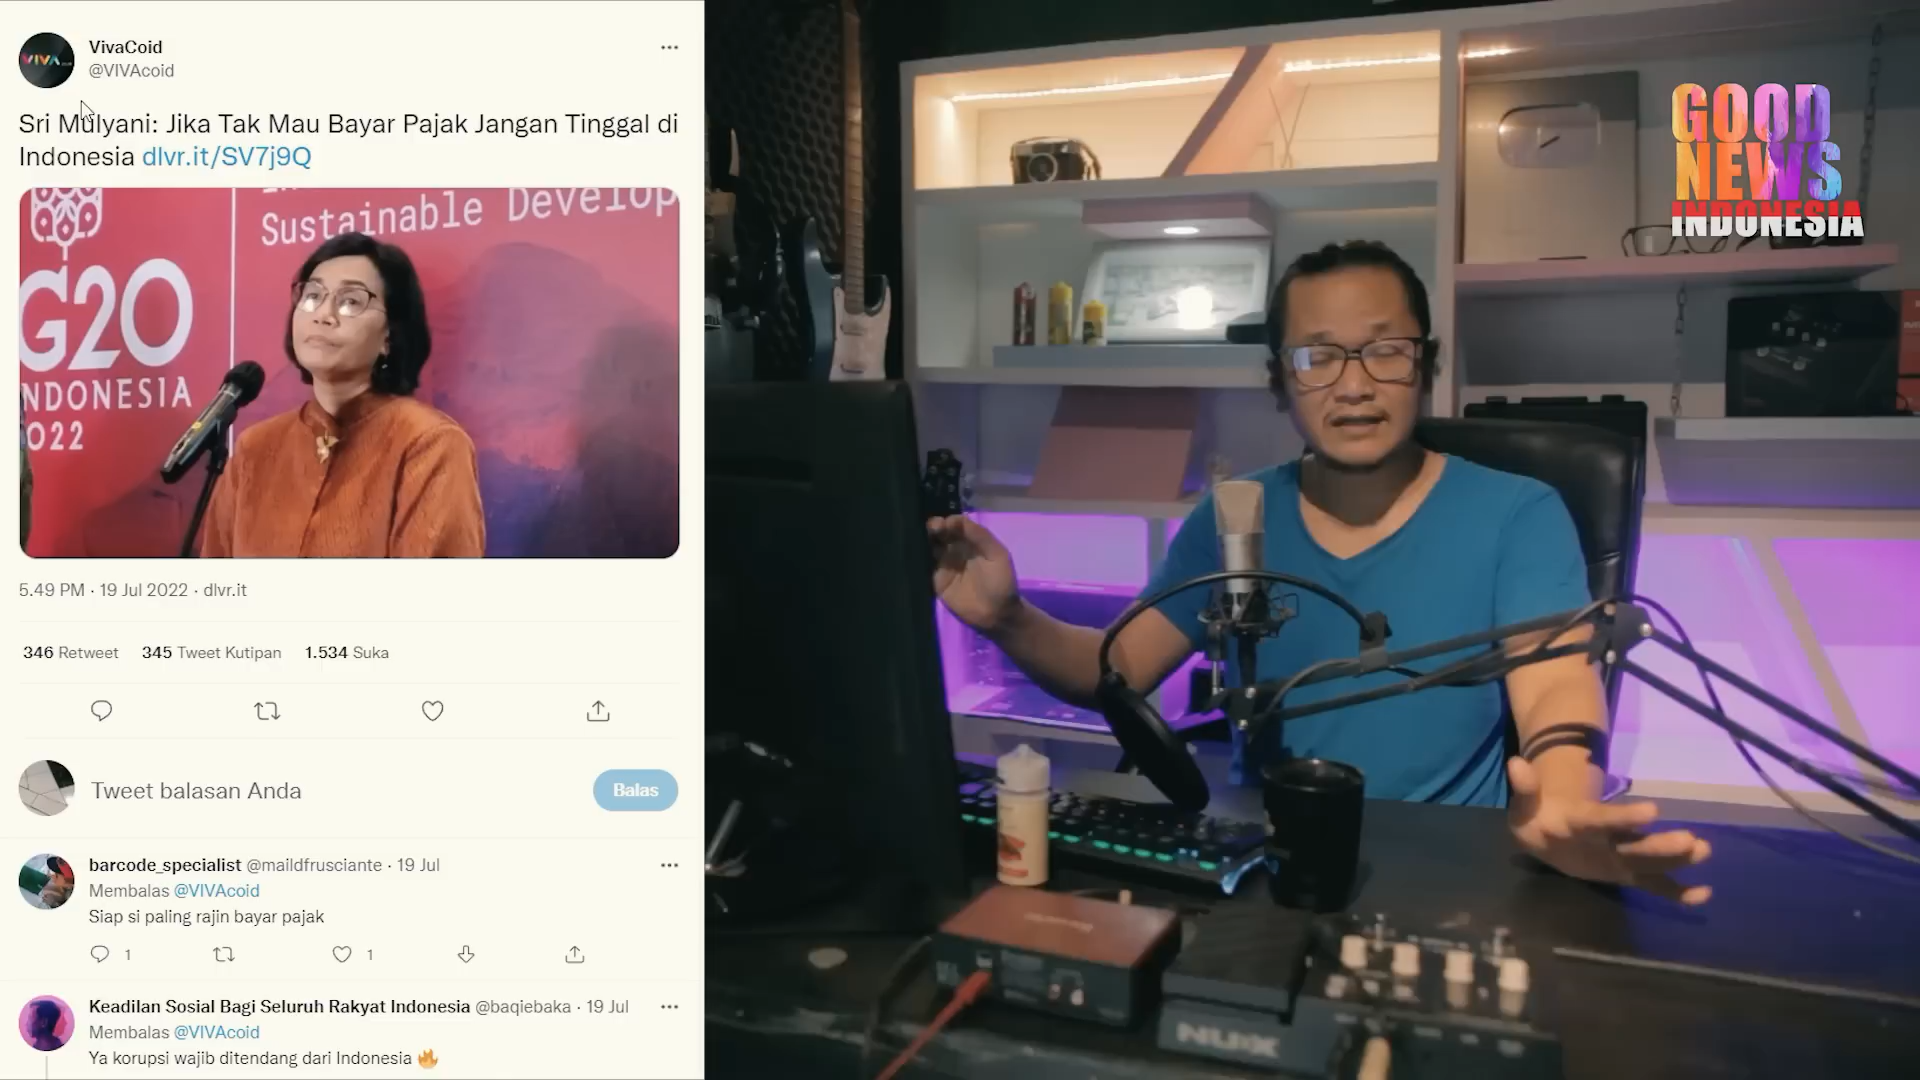 VivaCoid
@VIVAcoid
Sri Mulyani: Jika Tak Mau Bayar Pajak Jangan Tinggal di
Indonesia dlvr.it/SV7j9Q
Sustainable Develop
G20
INDONESIA
2022
5.49 PM · 19 Jul 2022 · dlvr.it
346 Retweet 345 Tweet Kutipan 1.534 Suka
Tweet balasan Anda
Balas
barcode_specialist @maildfrusciante · 19 Jul
Membalas @VIVAcoid
Siap si paling rajin bayar pajak
1 1
Keadilan Sosial Bagi Seluruh Rakyat Indonesia @baqiebaka · 19 Jul
Membalas @VIVAcoid
Ya korupsi wajib ditendang dari Indonesia 🔥
GOOD
NEWS
INDONESIA
NUX